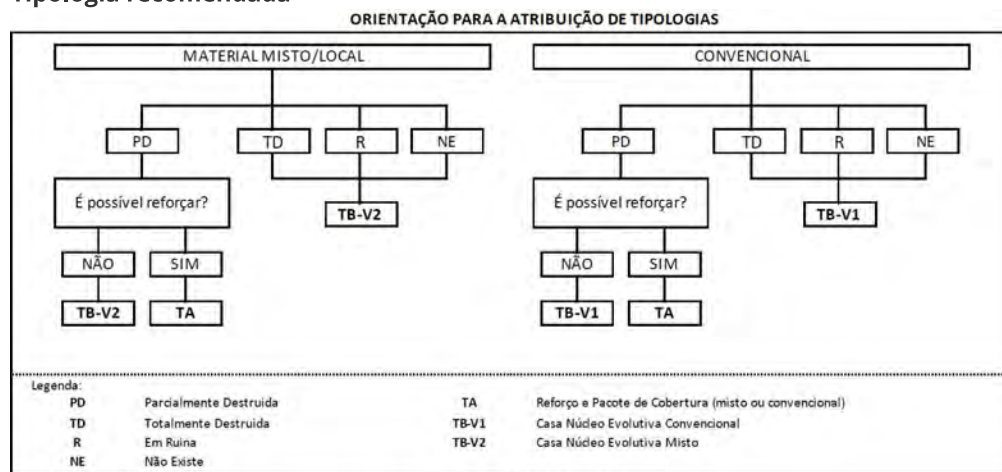 Tipologia recomendada
ORIENTAÇÃO PARA A ATRIBUIÇÃO DE TIPOLOGIAS
MATERIAL MISTO/LOCAL
PD
TD
R
NE
É possível reforçar?
TB-V2
NÃO
SIM
TB-V2
TA
CONVENCIONAL
PD
TD
R
NE
É possível reforçar?
TB-V1
NÃO
SIM
TB-V1
TA
Legenda:
PD Parcialmente Destruida
TD Totalmente Destruida
R Em Ruina
NE Não Existe
TA Reforço e Pacote de Cobertura (misto ou convencional)
TB-V1 Casa Núcleo Evolutiva Convencional
TB-V2 Casa Núcleo Evolutiva Misto